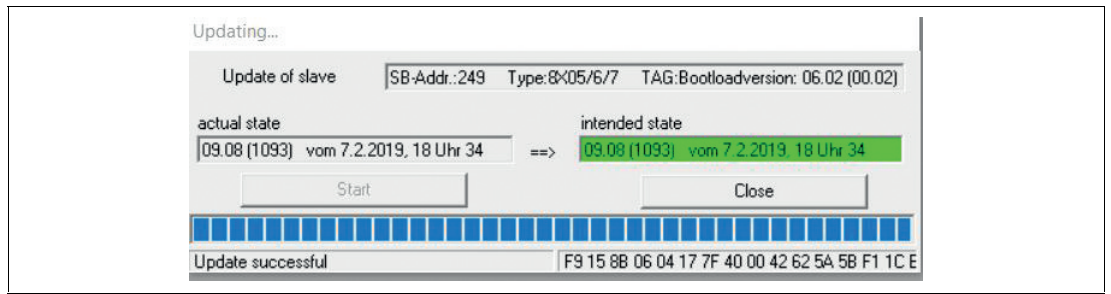 Updating...
Update of slave SB-Addr.:249 Type:8X05/6/7 TAG:Bootloadversion: 06.02 (00.02)
actual state intended state
09.08 (1093) vom 7.2.2019, 18 Uhr 34 ==> 09.08 (1093) vom 7.2.2019, 18 Uhr 34
Start Close
Update successful F9 15 8B 06 04 17 7F 40 00 42 62 5A 5B F1 1C E